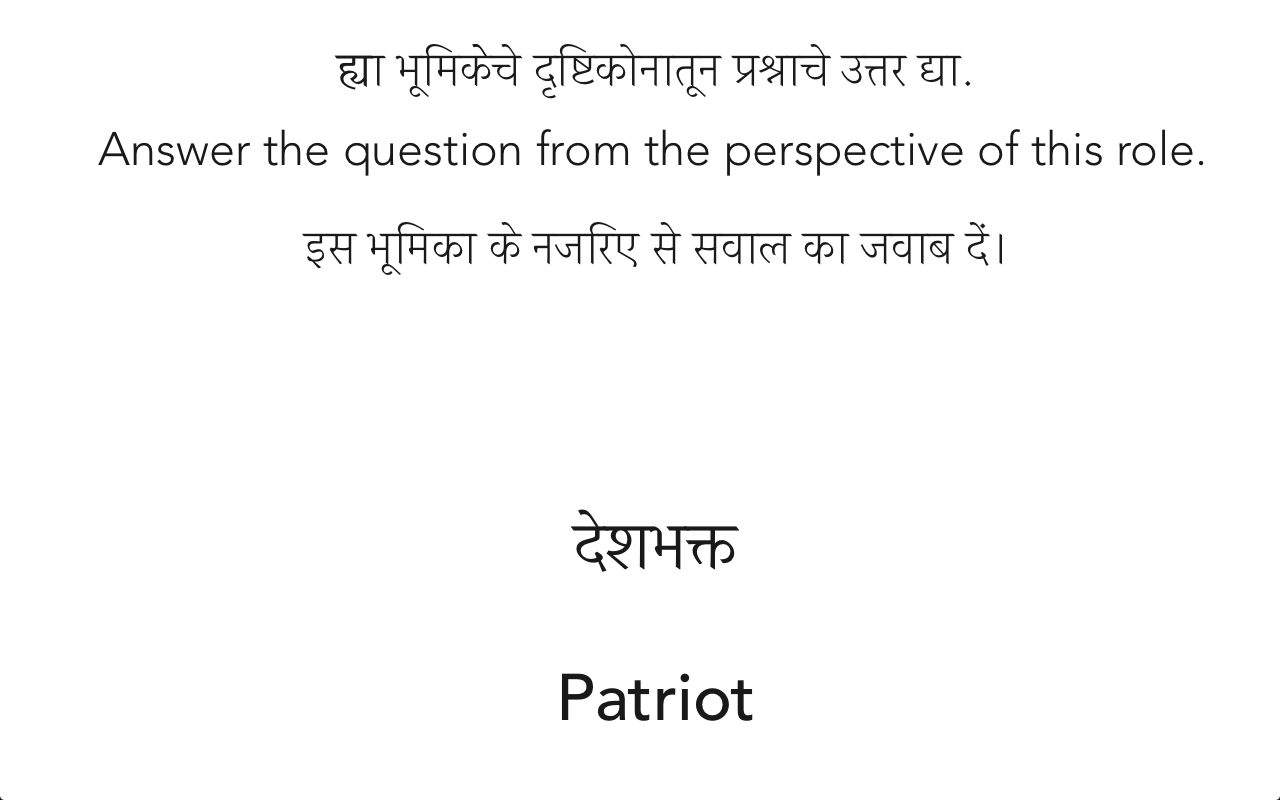 ह्या भूमिकेचे दृष्टिकोनातून प्रश्नाचे उत्तर द्या.
Answer the question from the perspective of this role.
इस भूमिका के नजरिए से सवाल का जवाब दें।
देशभक्त
Patriot